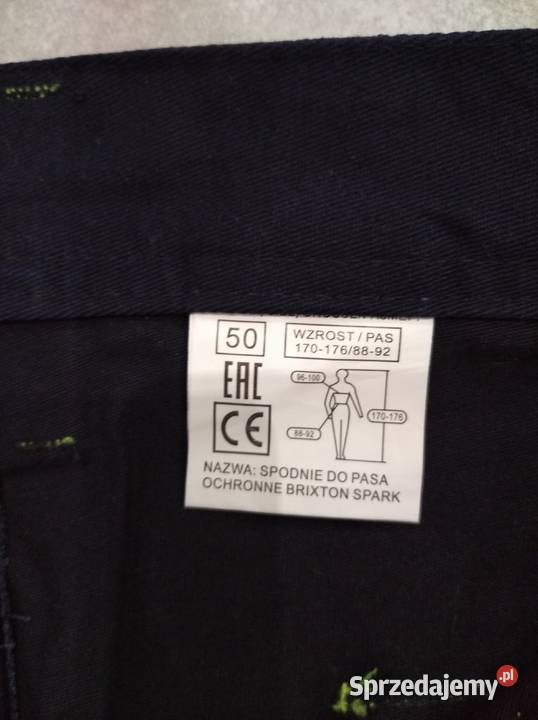 50
WZROST / PAS
170-176/88-92
EAC
CE
96-100
170-176
88-92
NAZWA: SPODNIE DO PASA
OCHRONNE BRIXTON SPARK
Sprzedajemy.pl